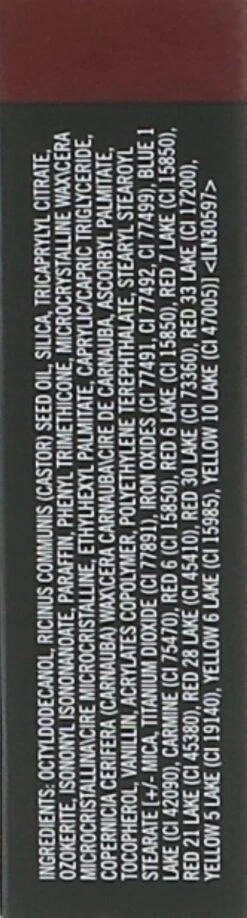 INGREDIENTS: OCTYLDODECANOL, RICINUS COMMUNIS (CASTOR) SEED OIL, SILICA, TRICAPRYLYL CITRATE,
OZOKERITE, ISONONYL ISONONANOATE, PARAFFIN, PHENYL TRIMETHICONE, MICROCRYSTALLINE WAX\CERA
MICROCRISTALLINA\CIRE MICROCRISTALLINE, ETHYLHEXYL PALMITATE, CAPRYLIC/CAPRIC TRIGLYCERIDE,
COPERNICIA CERIFERA (CARNAUBA) WAX\CERA CARNAUBA\CIRE DE CARNAUBA, ASCORBYL PALMITATE,
TOCOPHEROL, VANILLIN, ACRYLATES COPOLYMER, POLYETHYLENE TEREPHTHALATE, STEARYL STEAROYL
STEARATE [+/- MICA, TITANIUM DIOXIDE (CI 77891), IRON OXIDES (CI 77491, CI 77492, CI 77499), BLUE 1
LAKE (CI 42090), CARMINE (CI 75470), RED 6 (CI 15850), RED 6 LAKE (CI 15850), RED 7 LAKE (CI 15850),
RED 21 LAKE (CI 45380), RED 28 LAKE (CI 45410), RED 30 LAKE (CI 73360), RED 33 LAKE (CI 17200),
YELLOW 5 LAKE (CI 19140), YELLOW 6 LAKE (CI 15985), YELLOW 10 LAKE (CI 47005)] <ILN30597>